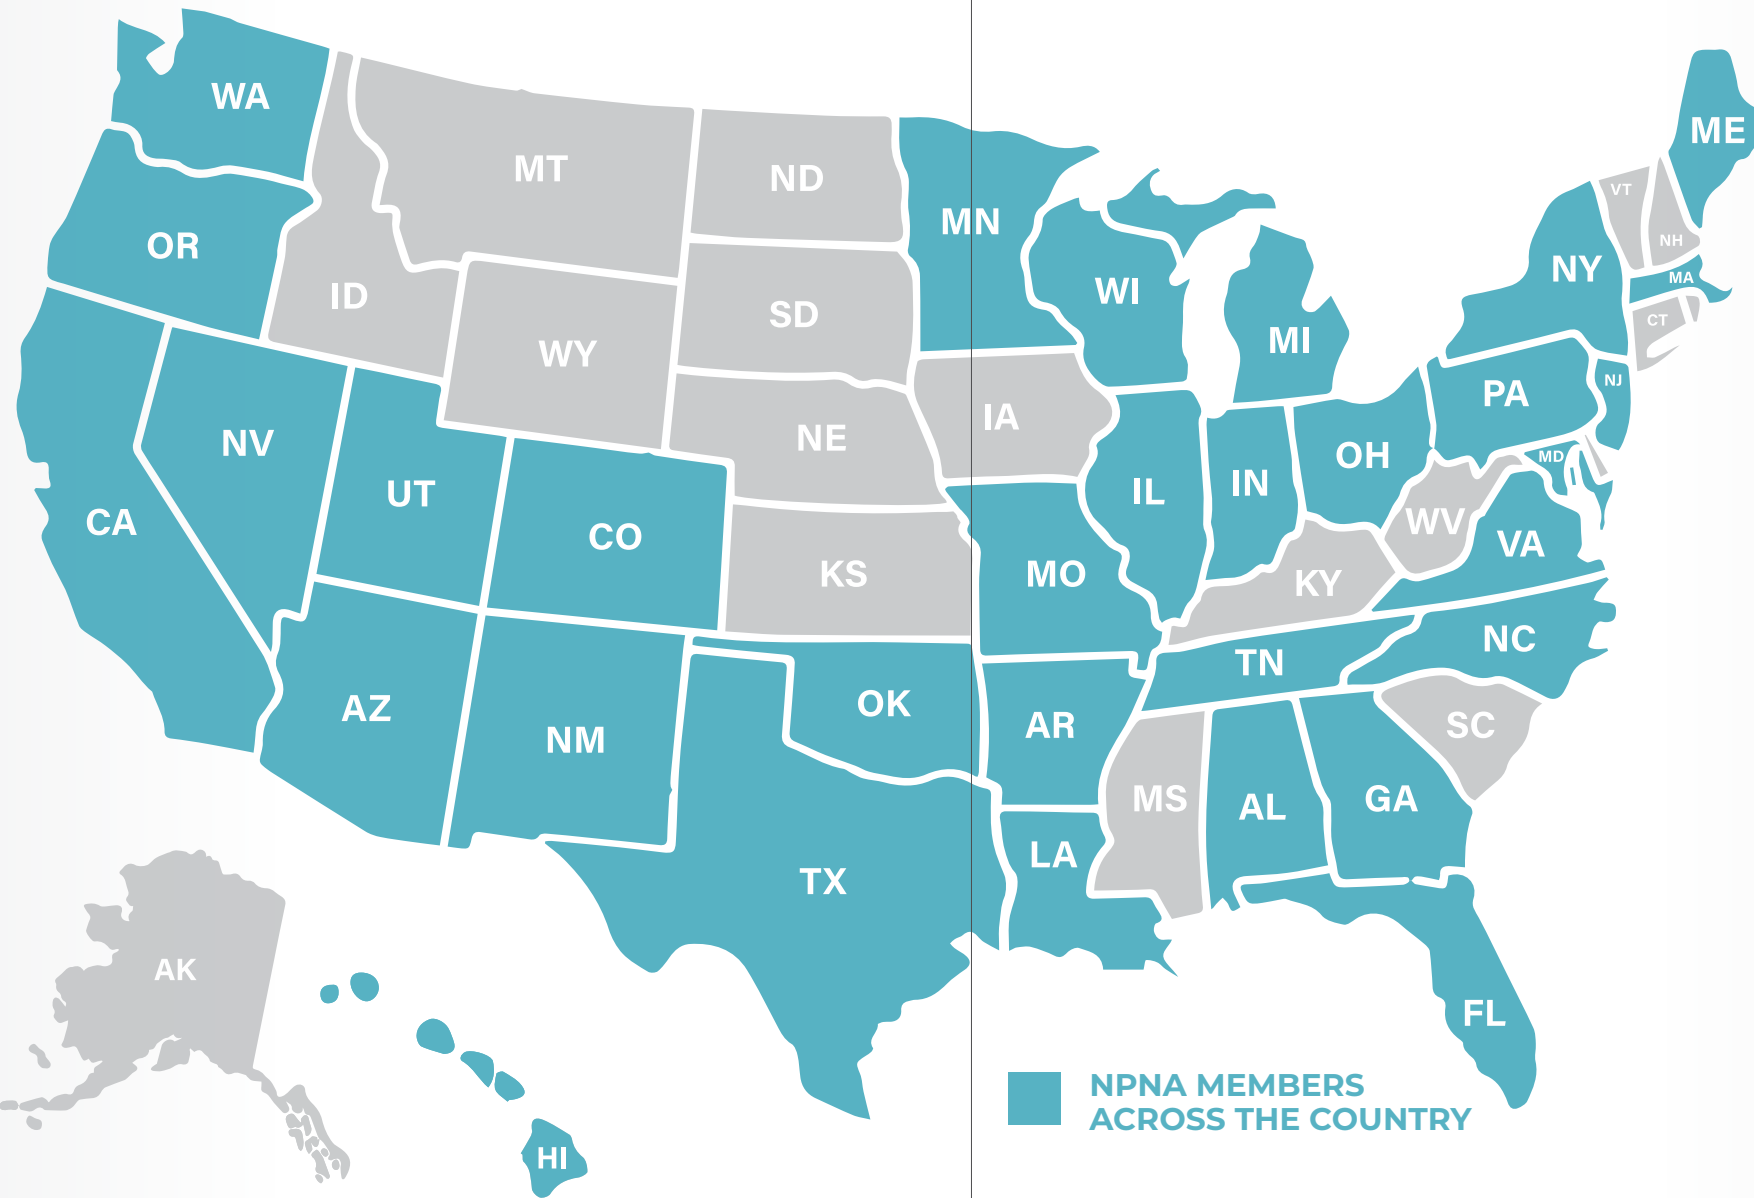 WA
ME
MT
ND
VT
MN
NH
OR
NY
MA
WI
ID
SD
CT
MI
WY
NJ
PA
IA
NE
NV
OH
MD
IN
UT
IL
CA
WV
CO
VA
KS
MO
KY
NC
TN
OK
AZ
AR
SC
NM
MS
GA
AL
LA
TX
AK
FL
NPNA MEMBERS
ACROSS THE COUNTRY
HI